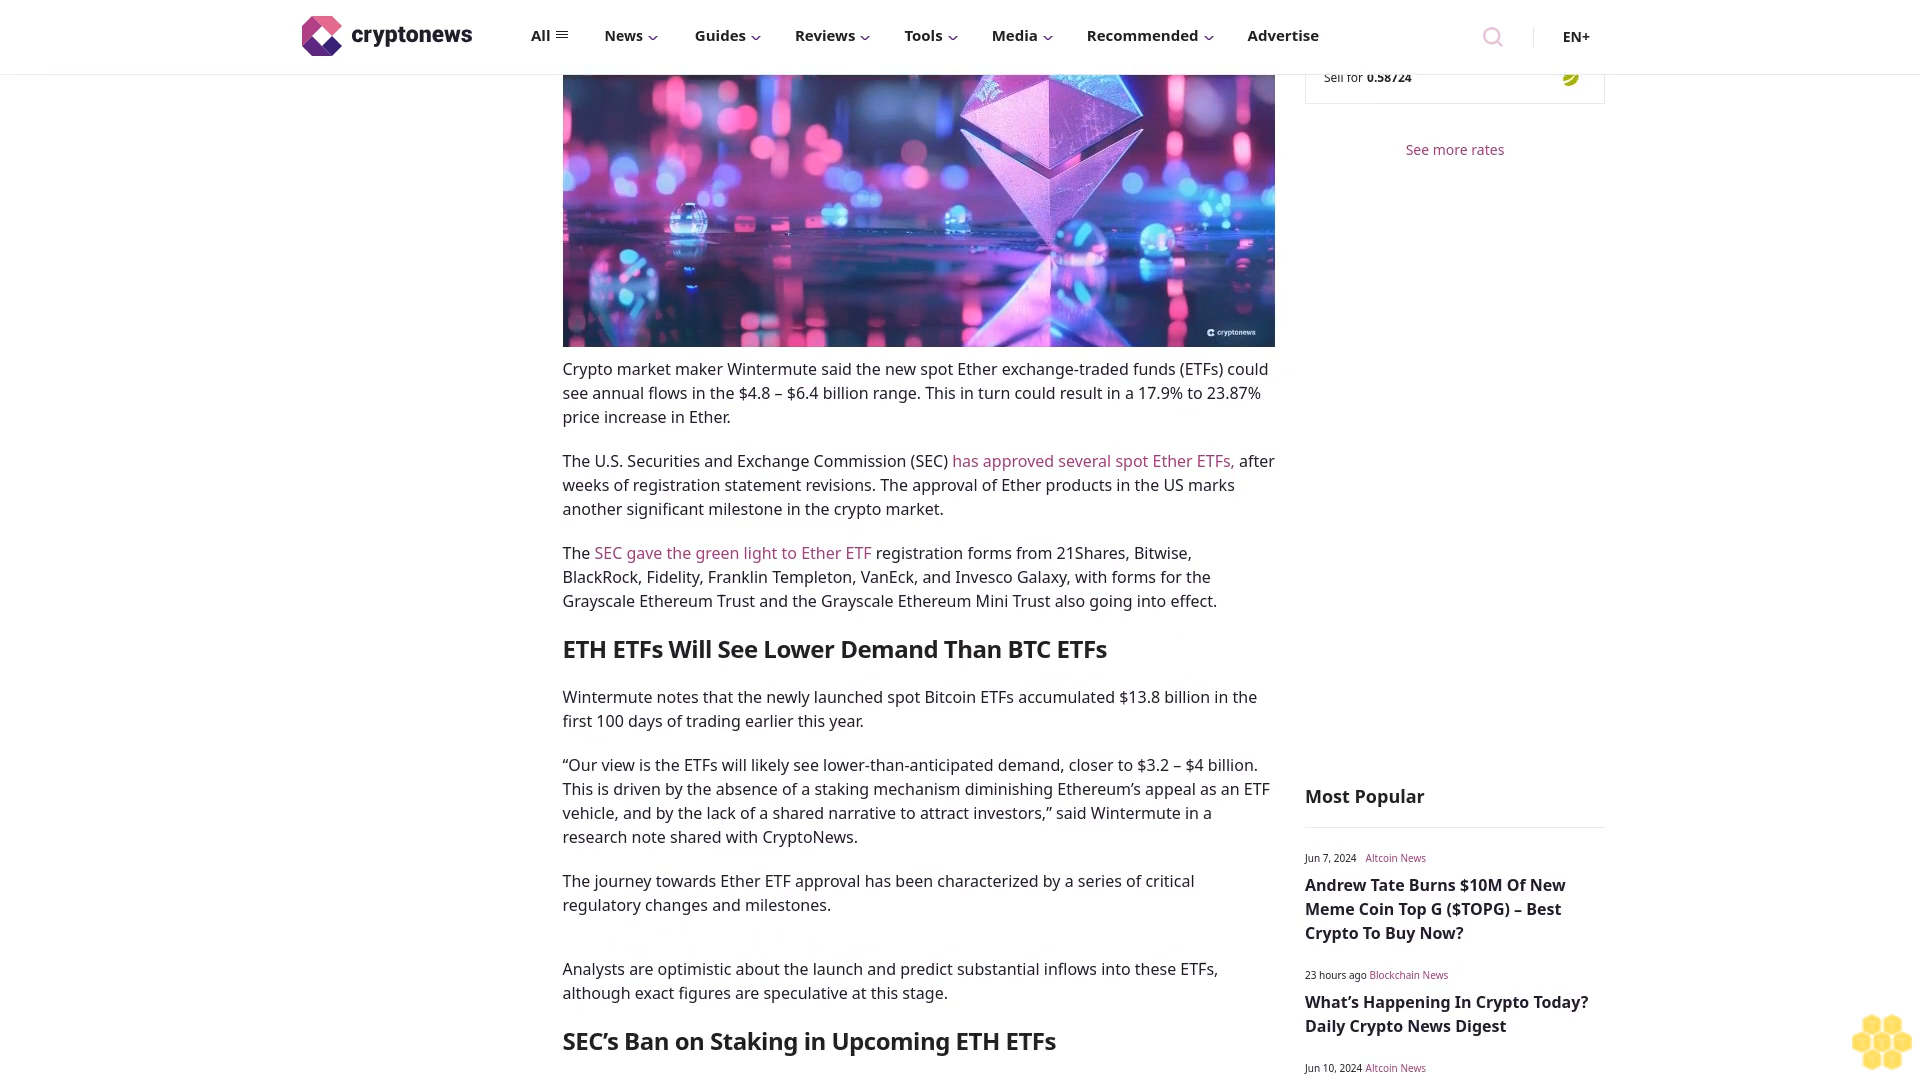 cryptonews
All
News
Guides
Reviews
Tools
Media
Recommended
Advertise
EN+
Sell for 0.58724
See more rates
cryptonews
Crypto market maker Wintermute said the new spot Ether exchange-traded funds (ETFs) could
see annual flows in the $4.8 – $6.4 billion range. This in turn could result in a 17.9% to 23.87%
price increase in Ether.
The U.S. Securities and Exchange Commission (SEC) has approved several spot Ether ETFs, after
weeks of registration statement revisions. The approval of Ether products in the US marks
another significant milestone in the crypto market.
The SEC gave the green light to Ether ETF registration forms from 21Shares, Bitwise,
BlackRock, Fidelity, Franklin Templeton, VanEck, and Invesco Galaxy, with forms for the
Grayscale Ethereum Trust and the Grayscale Ethereum Mini Trust also going into effect.
ETH ETFs Will See Lower Demand Than BTC ETFs
Wintermute notes that the newly launched spot Bitcoin ETFs accumulated $13.8 billion in the
first 100 days of trading earlier this year.
“Our view is the ETFs will likely see lower-than-anticipated demand, closer to $3.2 – $4 billion.
This is driven by the absence of a staking mechanism diminishing Ethereum’s appeal as an ETF
vehicle, and by the lack of a shared narrative to attract investors,” said Wintermute in a
research note shared with CryptoNews.
The journey towards Ether ETF approval has been characterized by a series of critical
regulatory changes and milestones.
Analysts are optimistic about the launch and predict substantial inflows into these ETFs,
although exact figures are speculative at this stage.
SEC’s Ban on Staking in Upcoming ETH ETFs
Most Popular
Jun 7, 2024 Altcoin News
Andrew Tate Burns $10M Of New
Meme Coin Top G ($TOPG) – Best
Crypto To Buy Now?
23 hours ago Blockchain News
What’s Happening In Crypto Today?
Daily Crypto News Digest
Jun 10, 2024 Altcoin News